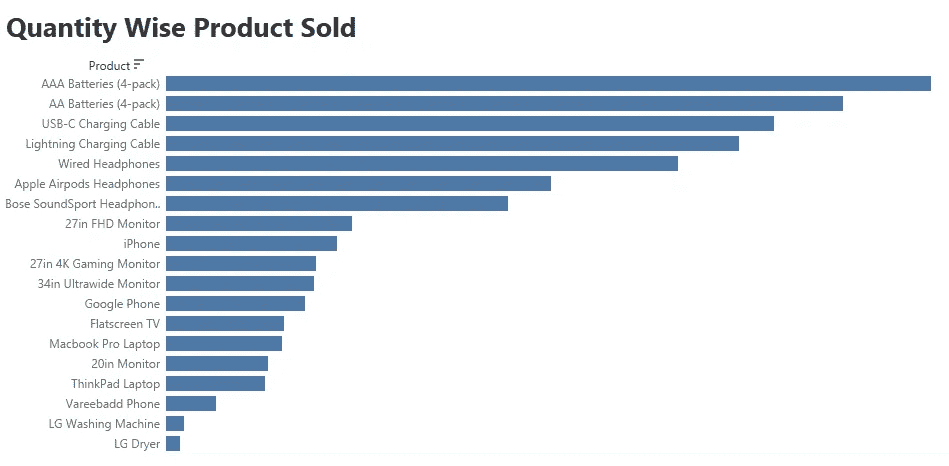 Quantity Wise Product Sold
Product
AAA Batteries (4-pack)
AA Batteries (4-pack)
USB-C Charging Cable
Lightning Charging Cable
Wired Headphones
Apple Airpods Headphones
Bose SoundSport Headphon..
27in FHD Monitor
iPhone
27in 4K Gaming Monitor
34in Ultrawide Monitor
Google Phone
Flatscreen TV
Macbook Pro Laptop
20in Monitor
ThinkPad Laptop
Vareebadd Phone
LG Washing Machine
LG Dryer